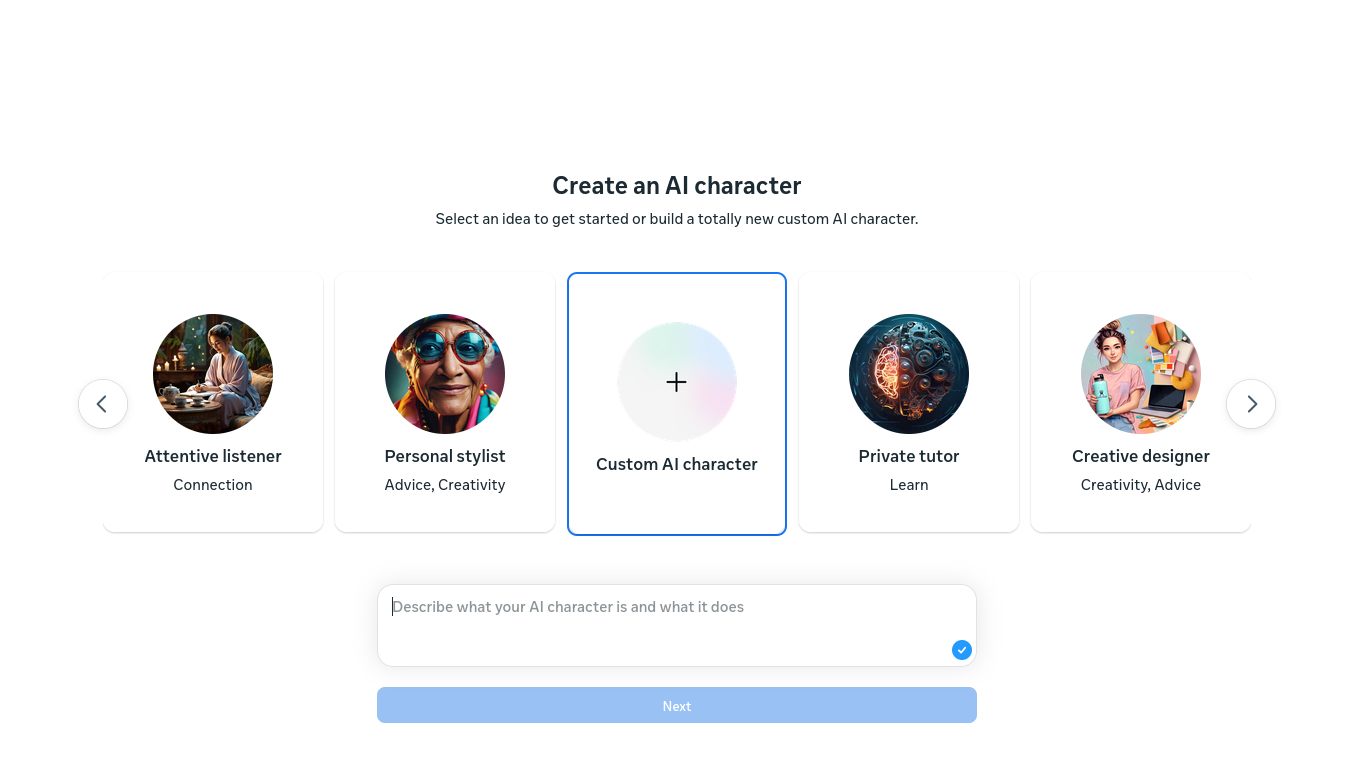 Create an AI character
Select an idea to get started or build a totally new custom AI character.
Attentive listener
Connection
Personal stylist
Advice, Creativity
Custom AI character
Private tutor
Learn
Creative designer
Creativity, Advice
Describe what your AI character is and what it does
Next